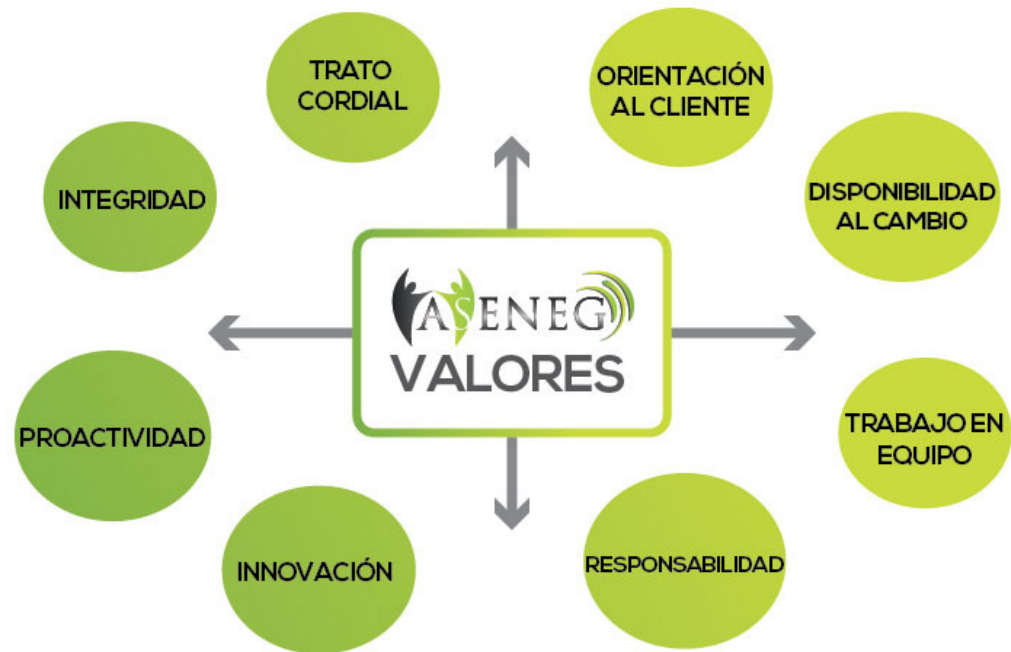 TRATO
CORDIAL
ORIENTACIÓN
AL CLIENTE
INTEGRIDAD
DISPONIBILIDAD
AL CAMBIO
ASENEG
VALORES
PROACTIVIDAD
TRABAJO EN
EQUIPO
INNOVACIÓN
RESPONSABILIDAD